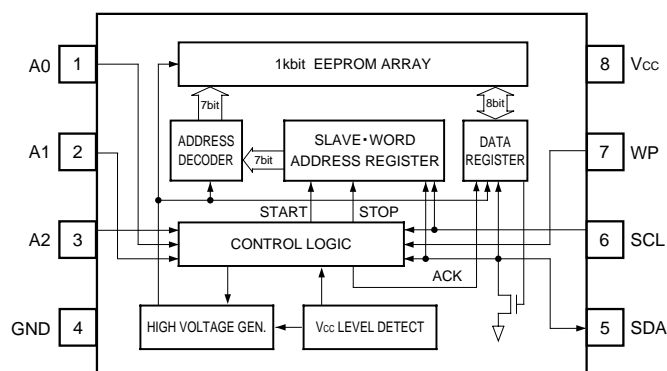 A0 1
1kbit EEPROM ARRAY
8 Vcc
7bit
8bit
A1 2
ADDRESS
DECODER
7bit
SLAVE・WORD
ADDRESS REGISTER
DATA
REGISTER
7 WP
START
STOP
A2 3
CONTROL LOGIC
6 SCL
ACK
GND 4
HIGH VOLTAGE GEN.
Vcc LEVEL DETECT
5 SDA